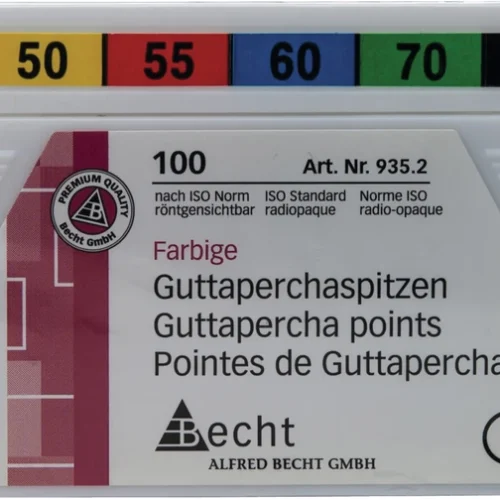 50 55 60 70
100 Art. Nr. 935.2
nach ISO Norm ISO Standard Norme ISO
röntgensichtbar radiopaque radio-opaque
PREMIUM QUALITY
Becht GmbH
Farbige
Guttaperchaspitzen
Guttapercha points
Pointes de Guttapercha
Becht
ALFRED BECHT GMBH